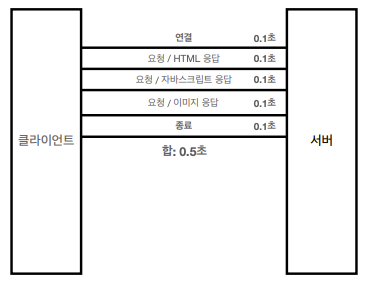 연결 0.1초
요청 / HTML 응답 0.1초
요청 / 자바스크립트 응답 0.1초
요청 / 이미지 응답 0.1초
종료 0.1초
클라이언트
합: 0.5초
서버